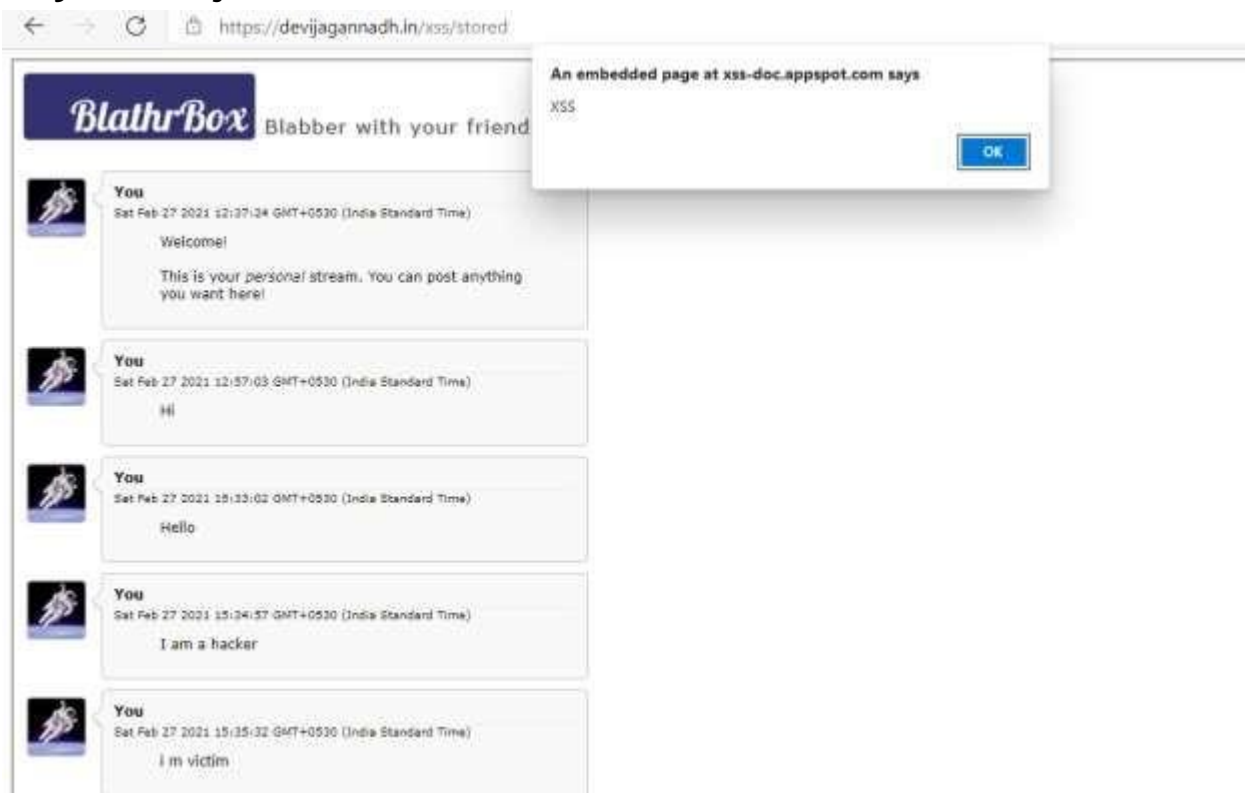 https://devijagannadh.in/xss/stored
An embedded page at xss-doc.appspot.com says
XSS
OK
BlathrBox
Blabber with your friend
You
Sat Feb 27 2021 12:37:24 GMT+0530 (India Standard Time)
Welcome!
This is your personal stream. You can post anything
you want here!
You
Sat Feb 27 2021 12:57:03 GMT+0530 (India Standard Time)
Hi
You
Sat Feb 27 2021 15:33:02 GMT+0530 (India Standard Time)
Hello
You
Sat Feb 27 2021 15:34:57 GMT+0530 (India Standard Time)
I am a hacker
You
Sat Feb 27 2021 15:35:32 GMT+0530 (India Standard Time)
i m victim